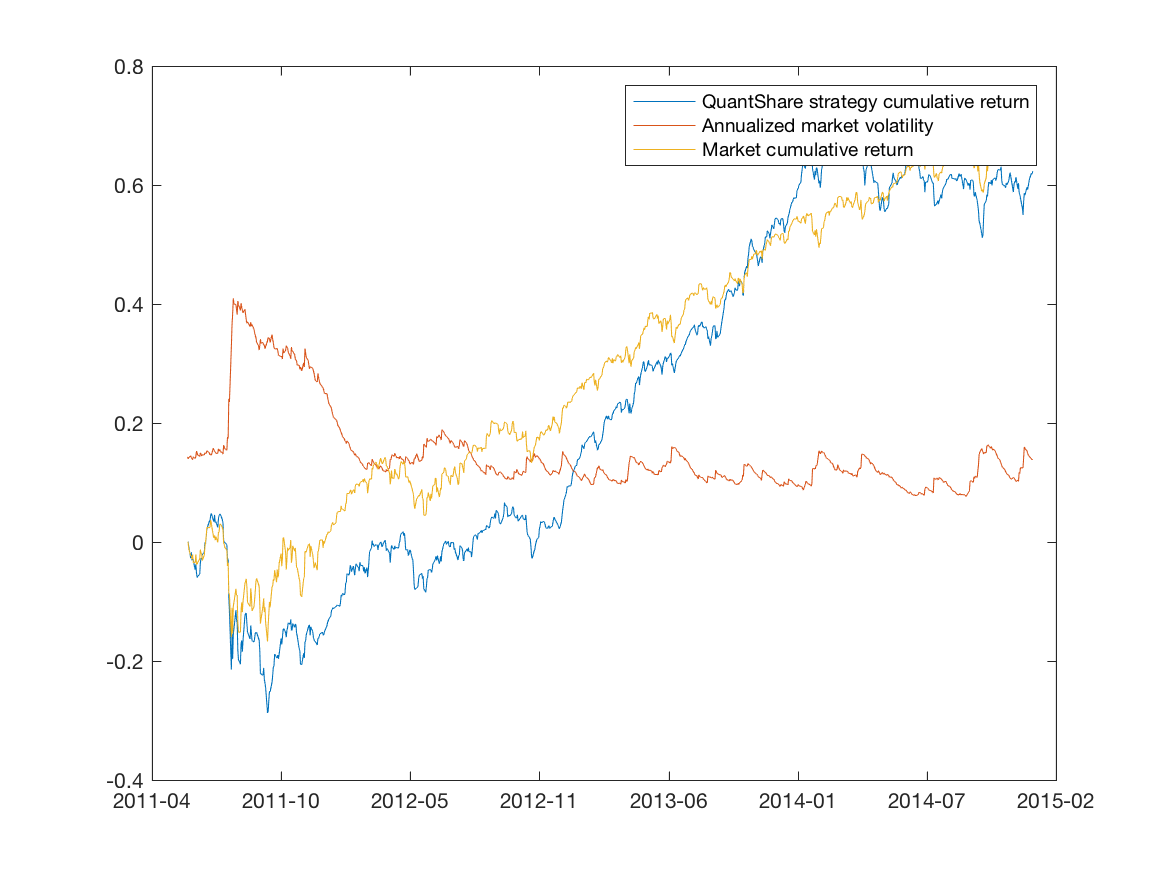 0.8
QuantShare strategy cumulative return
Annualized market volatility
Market cumulative return
0.6
0.4
0.2
0
-0.2
-0.4
2011-04 2011-10 2012-05 2012-11 2013-06 2014-01 2014-07 2015-02